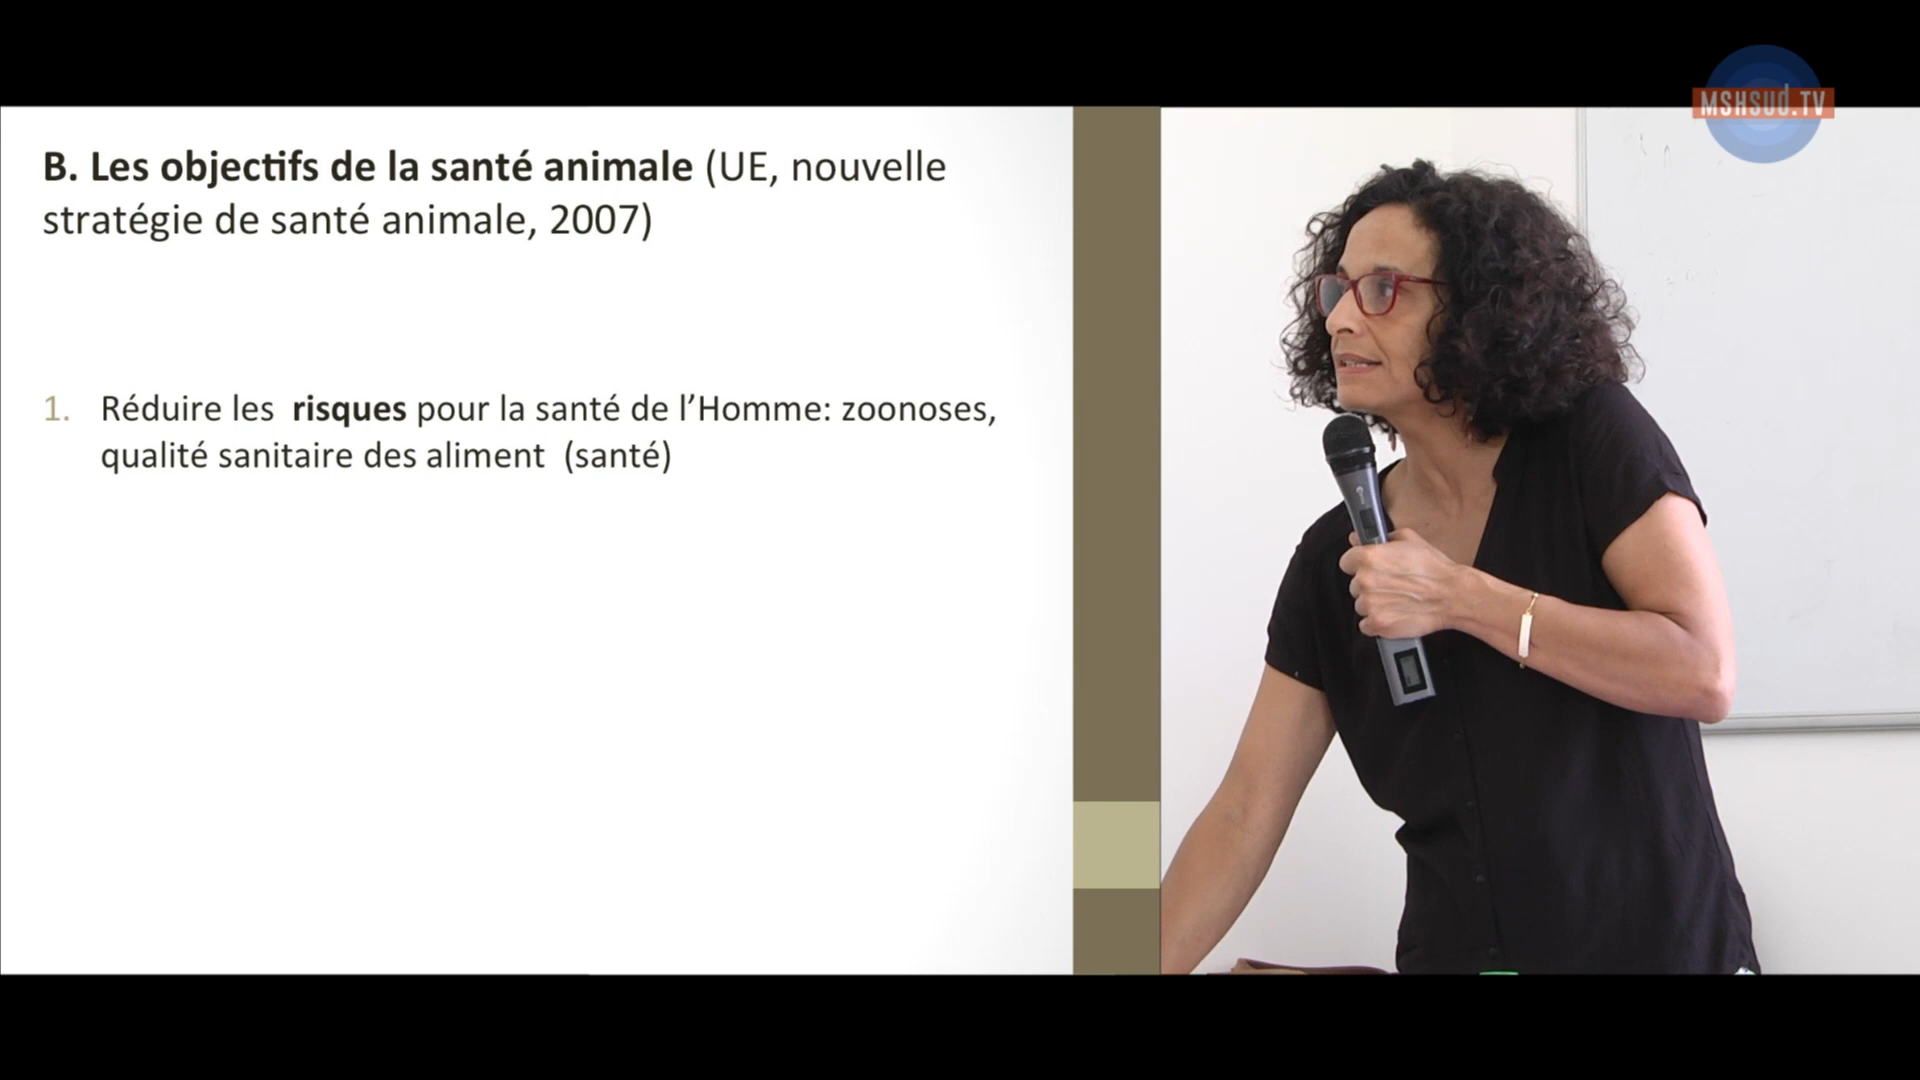 MSHSUD.TV
B. Les objectifs de la santé animale (UE, nouvelle
stratégie de santé animale, 2007)
1. Réduire les risques pour la santé de l’Homme: zoonoses,
qualité sanitaire des aliment (santé)